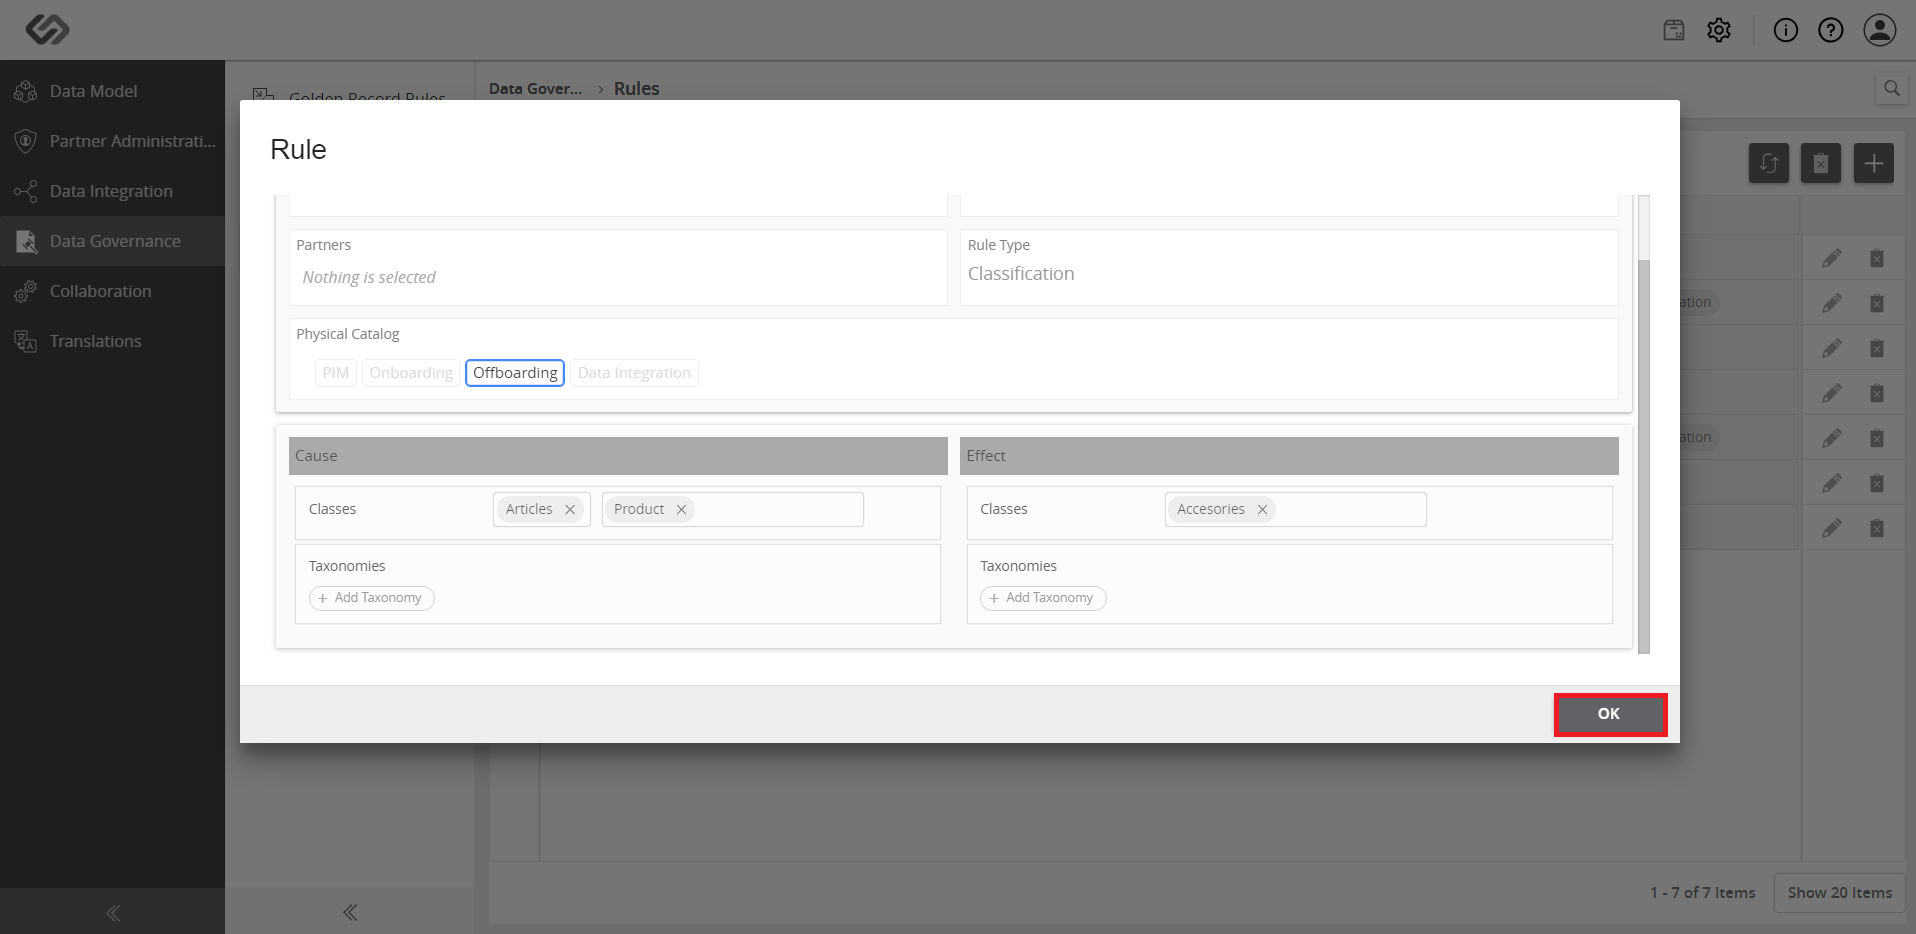 Data Model
Partner Administrati...
Data Integration
Data Governance
Collaboration
Translations
Golden Record Rules
Data Gover... › Rules
Rule
Partners
Nothing is selected
Rule Type
Classification
Physical Catalog
PIM Onboarding Offboarding Data Integration
Cause
Classes Articles Product
Taxonomies
+ Add Taxonomy
Effect
Classes Accesories
Taxonomies
+ Add Taxonomy
OK
ation
ation
1 - 7 of 7 Items Show 20 Items